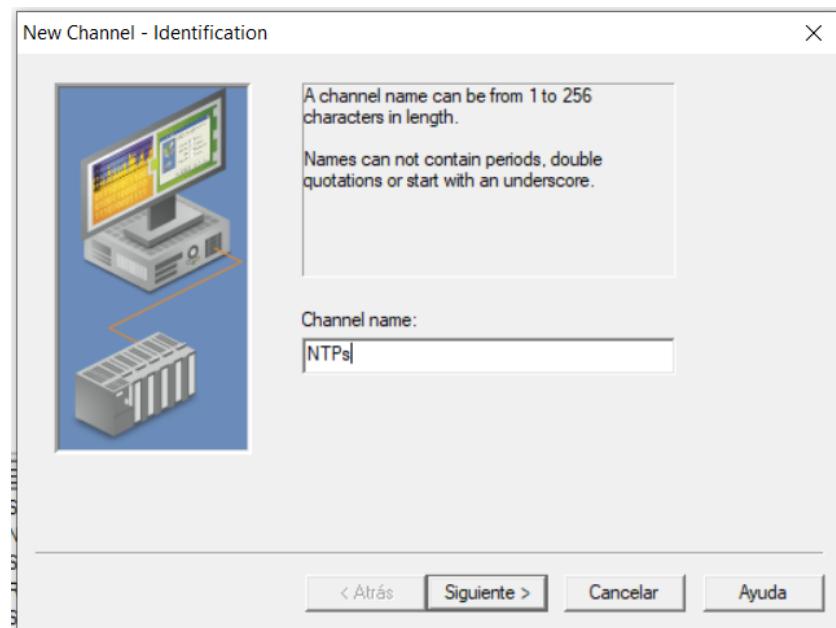 New Channel - Identification
A channel name can be from 1 to 256
characters in length.
Names can not contain periods, double
quotations or start with an underscore.
Channel name:
NTPs
< Atrás
Siguiente >
Cancelar
Ayuda